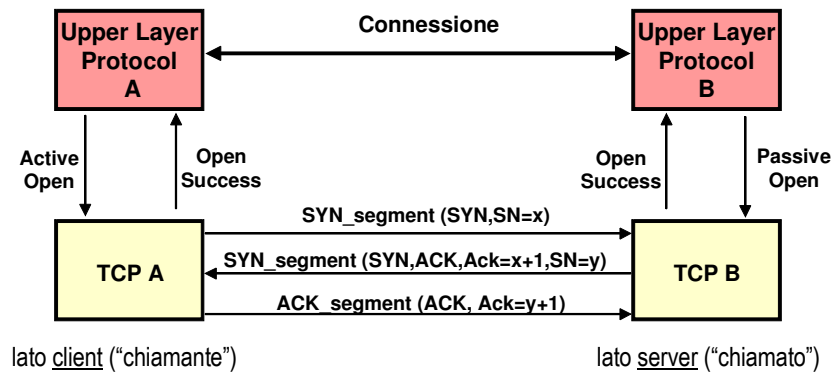 Connessione
Upper Layer
Protocol
A
Upper Layer
Protocol
B
Active
Open
Open
Success
Open
Success
Passive
Open
SYN_segment (SYN,SN=x)
TCP A
SYN_segment (SYN,ACK,Ack=x+1,SN=y)
TCP B
ACK_segment (ACK, Ack=y+1)
lato client (“chiamante”)
lato server (“chiamato”)